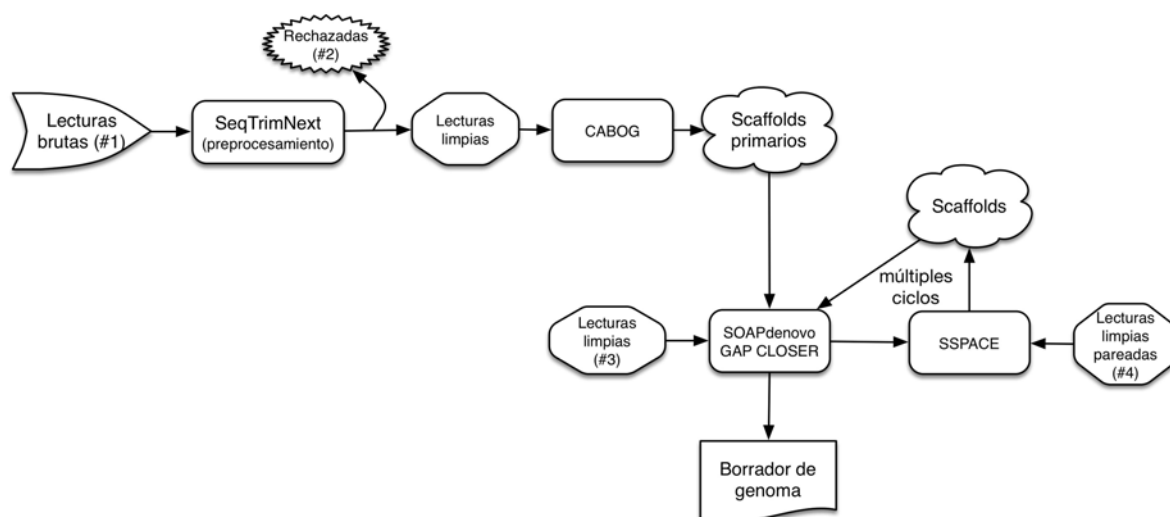 Rechazadas
(#2)
Lecturas
brutas (#1)
SeqTrimNext
(preprocesamiento)
Lecturas
limpias
CABOG
Scaffolds
primarios
Scaffolds
múltiples
ciclos
Lecturas
limpias
(#3)
SOAPdenovo
GAP CLOSER
SSPACE
Lecturas
limpias
pareadas
(#4)
Borrador de
genoma